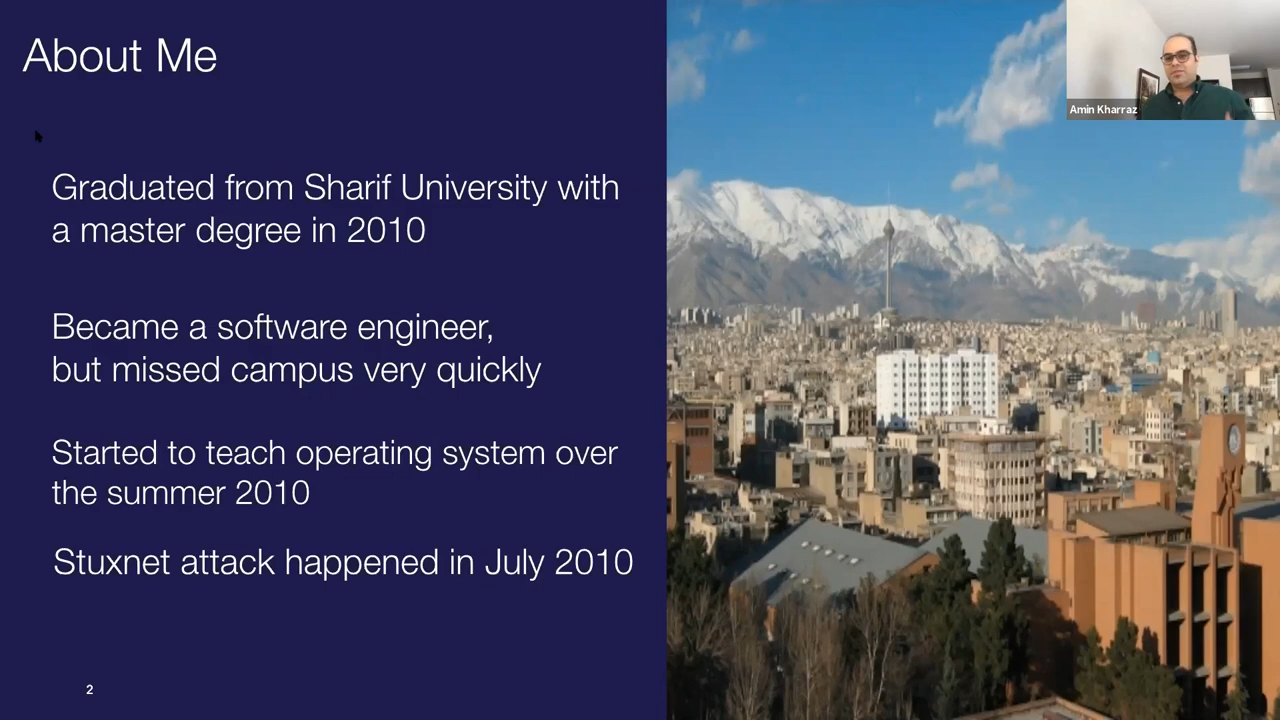 About Me
Graduated from Sharif University with
a master degree in 2010
Became a software engineer,
but missed campus very quickly
Started to teach operating system over
the summer 2010
Stuxnet attack happened in July 2010
2
Amin Kharraz